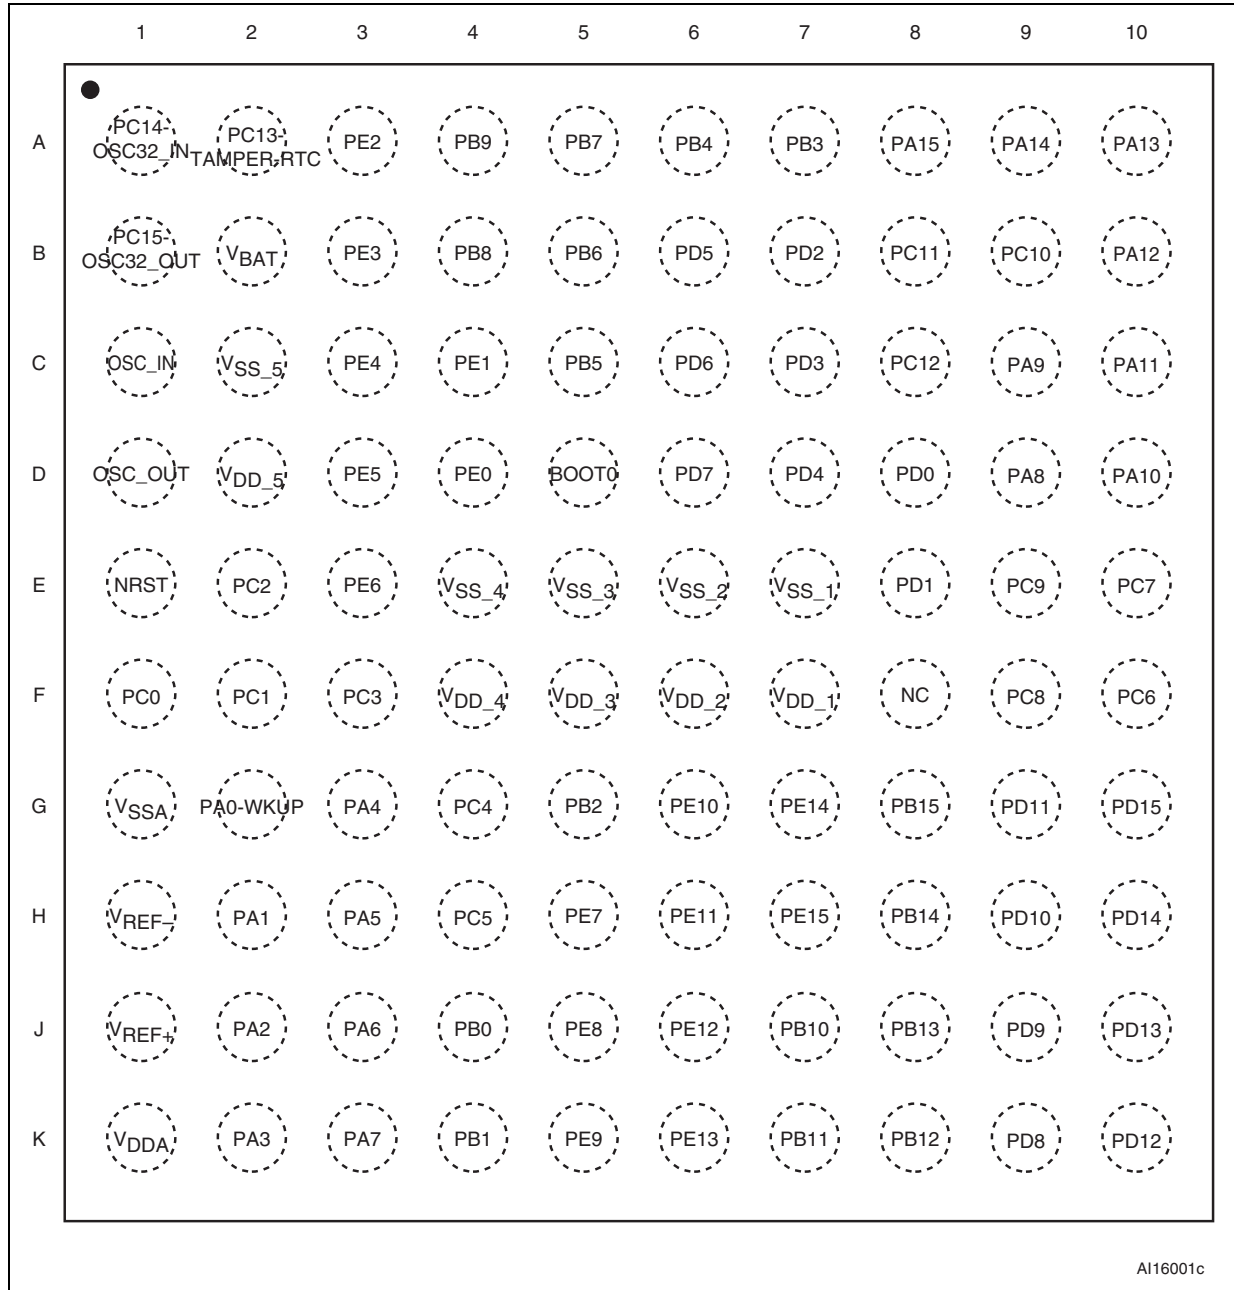 1 2 3 4 5 6 7 8 9 10
A PC14-OSC32_IN PC13-TAMPER-RTC PE2 PB9 PB7 PB4 PB3 PA15 PA14 PA13
B PC15-OSC32_OUT VBAT PE3 PB8 PB6 PD5 PD2 PC11 PC10 PA12
C OSC_IN VSS_5 PE4 PE1 PB5 PD6 PD3 PC12 PA9 PA11
D OSC_OUT VDD_5 PE5 PE0 BOOT0 PD7 PD4 PD0 PA8 PA10
E NRST PC2 PE6 VSS_4 VSS_3 VSS_2 VSS_1 PD1 PC9 PC7
F PC0 PC1 PC3 VDD_4 VDD_3 VDD_2 VDD_1 NC PC8 PC6
G VSSA PA0-WKUP PA4 PC4 PB2 PE10 PE14 PB15 PD11 PD15
H VREF– PA1 PA5 PC5 PE7 PE11 PE15 PB14 PD10 PD14
J VREF+ PA2 PA6 PB0 PE8 PE12 PB10 PB13 PD9 PD13
K VDDA PA3 PA7 PB1 PE9 PE13 PB11 PB12 PD8 PD12
AI16001c